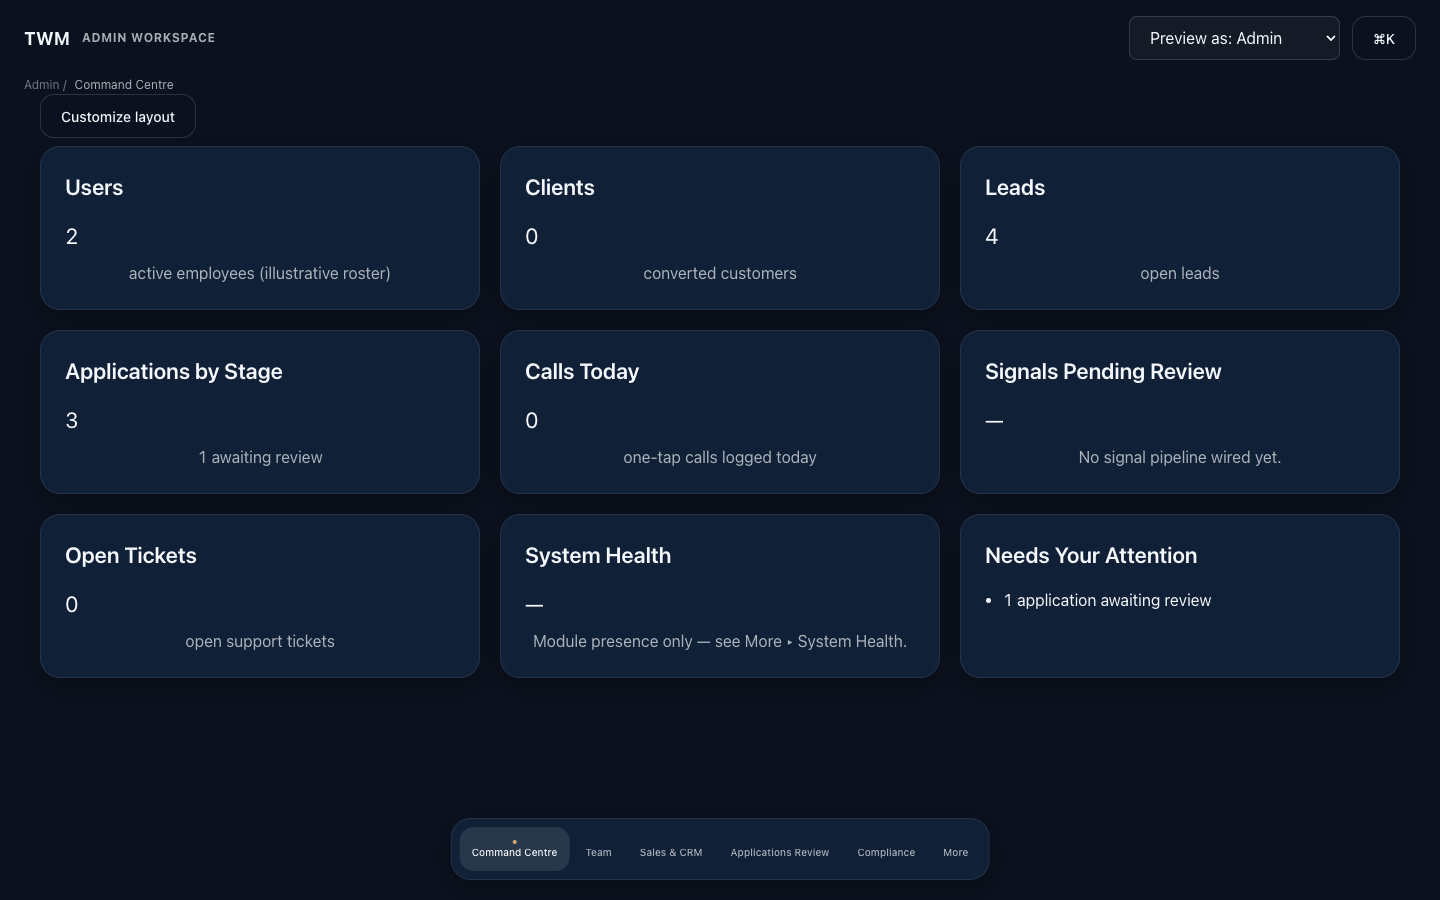 TWM ADMIN WORKSPACE
Preview as: Admin
⌘K
Admin / Command Centre
Customize layout
Users
2
active employees (illustrative roster)
Clients
0
converted customers
Leads
4
open leads
Applications by Stage
3
1 awaiting review
Calls Today
0
one-tap calls logged today
Signals Pending Review
—
No signal pipeline wired yet.
Open Tickets
0
open support tickets
System Health
—
Module presence only — see More ▸ System Health.
Needs Your Attention
• 1 application awaiting review
Command Centre
Team
Sales & CRM
Applications Review
Compliance
More